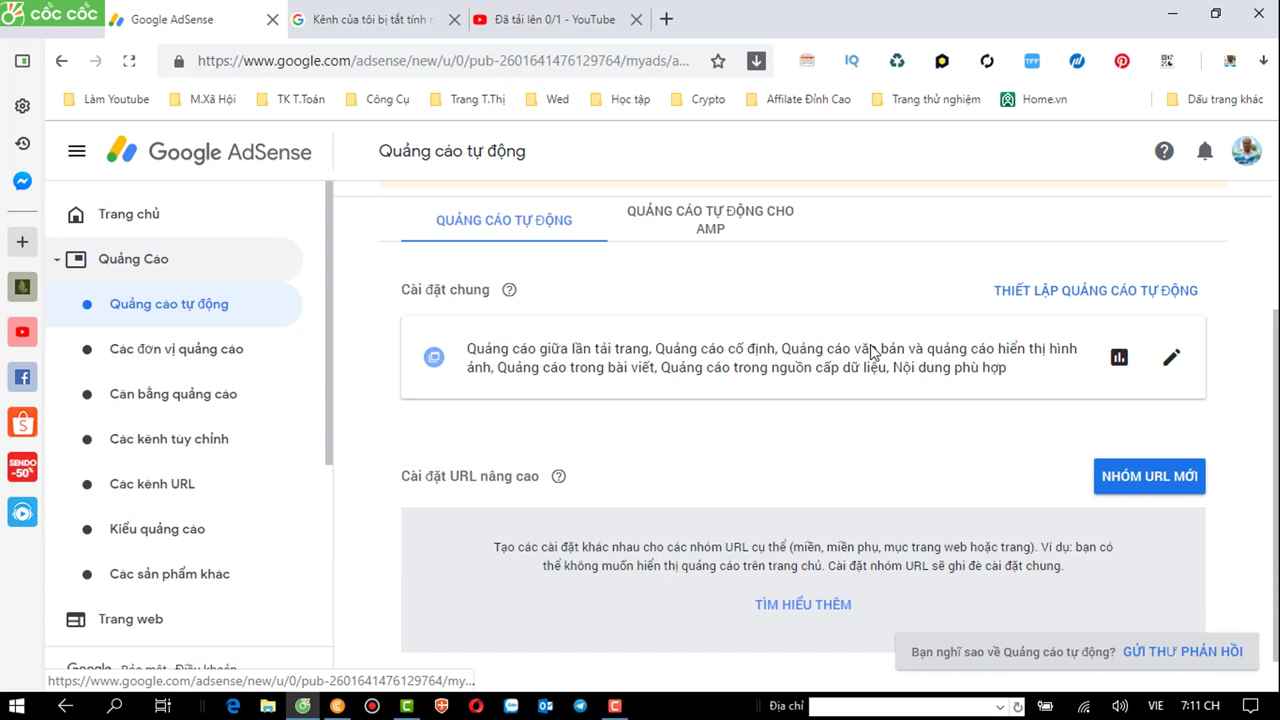 cốc cốc
Google AdSense
Kênh của tôi bị tắt tính n
Đã tải lên 0/1 - YouTube
https://www.google.com/adsense/new/u/0/pub-2601641476129764/myads/a...
IQ
TFF
Làm Youtube
M.Xã Hội
TK T.Toán
Công Cụ
Trang T.Thị
Wed
Học tập
Crypto
Affilate Đỉnh Cao
Trang thử nghiệm
Home.vn
Dấu trang khác
Google AdSense
Quảng cáo tự động
Trang chủ
Quảng Cáo
Quảng cáo tự động
Các đơn vị quảng cáo
Cân bằng quảng cáo
Các kênh tùy chỉnh
Các kênh URL
Kiểu quảng cáo
Các sản phẩm khác
Trang web
Google Bảo mật Điều khoản
https://www.google.com/adsense/new/u/0/pub-2601641476129764/my...
QUẢNG CÁO TỰ ĐỘNG
QUẢNG CÁO TỰ ĐỘNG CHO
AMP
Cài đặt chung
THIẾT LẬP QUẢNG CÁO TỰ ĐỘNG
Quảng cáo giữa lần tải trang, Quảng cáo cố định, Quảng cáo văn bản và quảng cáo hiển thị hình
ảnh, Quảng cáo trong bài viết, Quảng cáo trong nguồn cấp dữ liệu, Nội dung phù hợp
Cài đặt URL nâng cao
NHÓM URL MỚI
Tạo các cài đặt khác nhau cho các nhóm URL cụ thể (miền, miền phụ, mục trang web hoặc trang). Ví dụ: bạn có
thể không muốn hiển thị quảng cáo trên trang chủ. Cài đặt nhóm URL sẽ ghi đè cài đặt chung.
TÌM HIỂU THÊM
Bạn nghĩ sao về Quảng cáo tự động? GỬI THƯ PHẢN HỒI
SENDO
-50%
Địa chỉ
VIE
7:11 CH